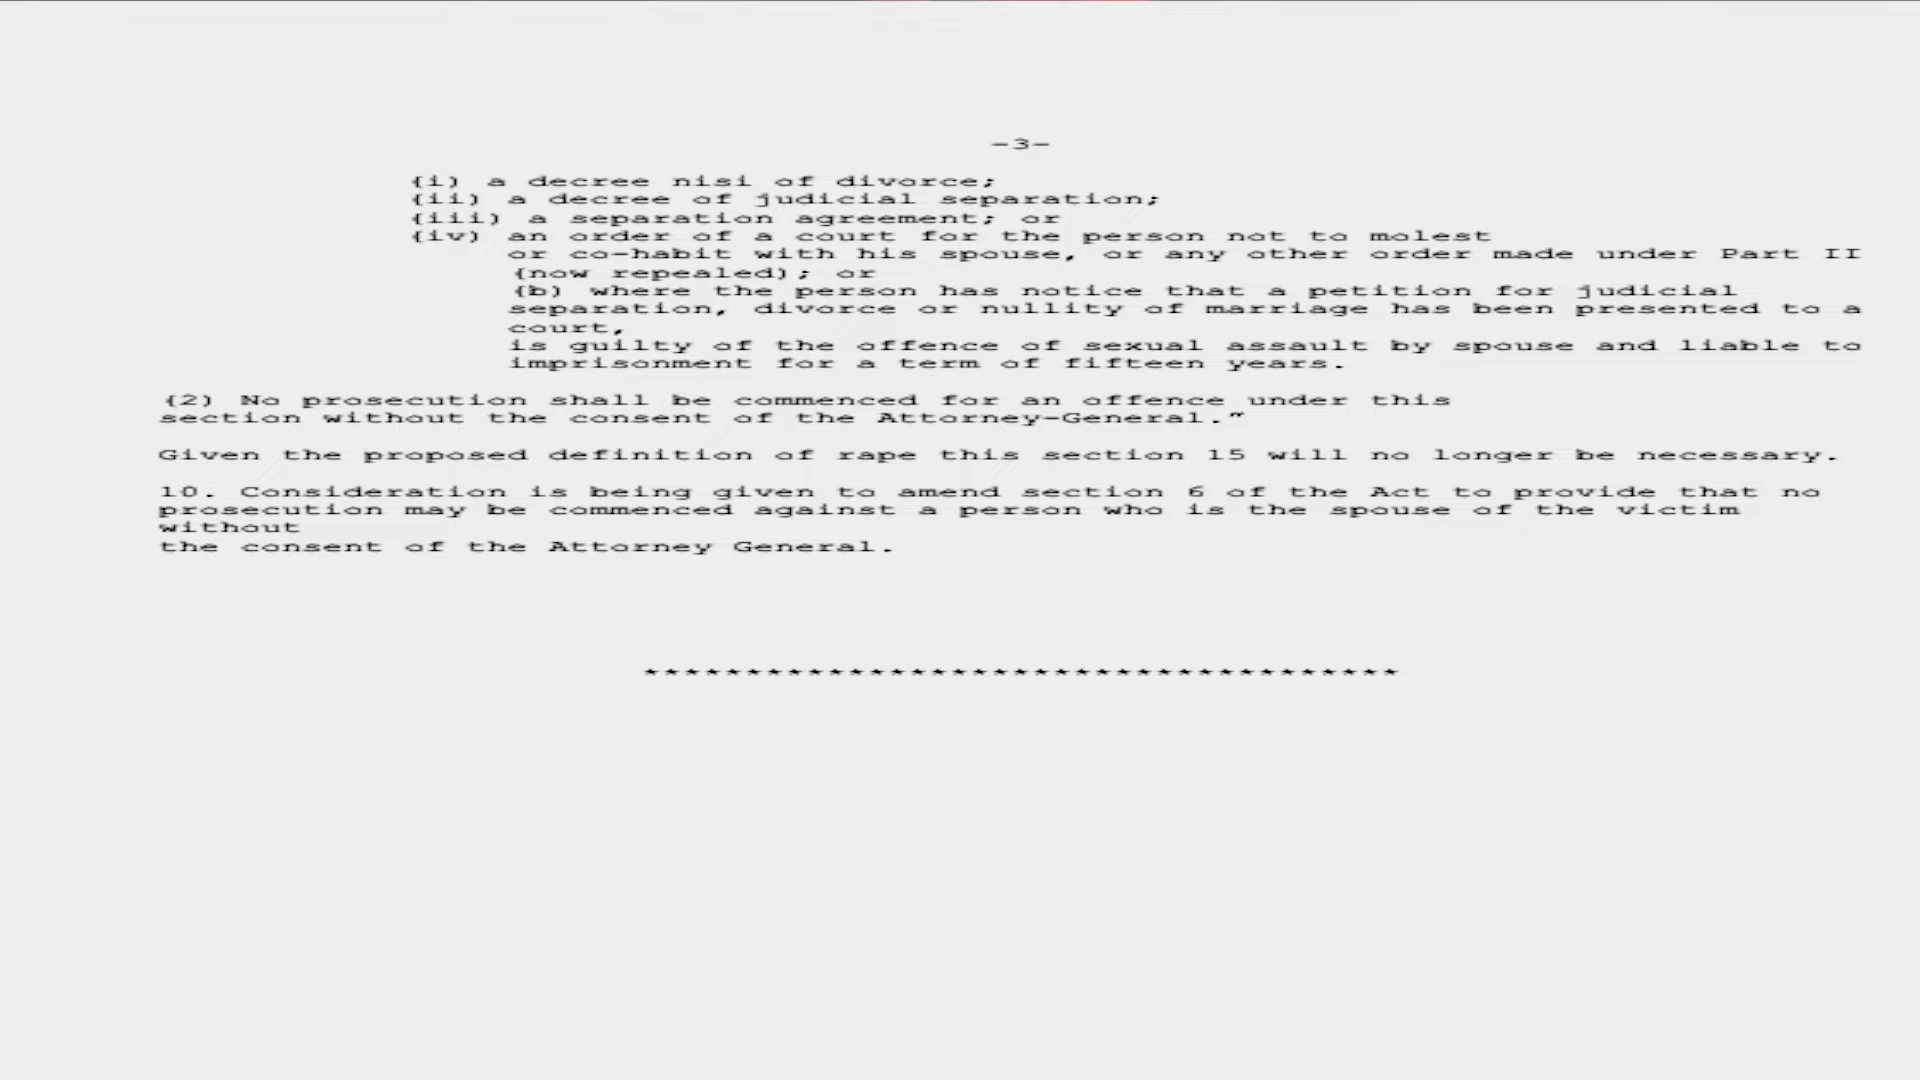 -3-
(i) a decree nisi of divorce;
(ii) a decree of judicial separation;
(iii) a separation agreement; or
(iv) an order of a court for the person not to molest
or co-habit with his spouse, or any other order made under Part II
(now repealed); or
(b) where the person has notice that a petition for judicial
separation, divorce or nullity of marriage has been presented to a
court,
is guilty of the offence of sexual assault by spouse and liable to
imprisonment for a term of fifteen years.
(2) No prosecution shall be commenced for an offence under this
section without the consent of the Attorney-General.”
Given the proposed definition of rape this section 15 will no longer be necessary.
10. Consideration is being given to amend section 6 of the Act to provide that no
prosecution may be commenced against a person who is the spouse of the victim
without
the consent of the Attorney General.
*************************************